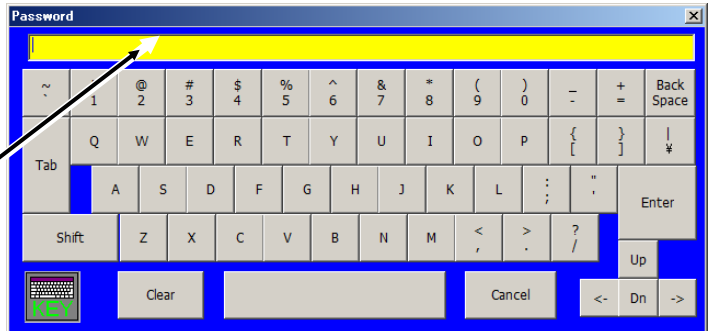 Password
~ @ # $ % ^ & * ( ) _ + Back
` 1 2 3 4 5 6 7 8 9 0 - = Space
Q W E R T Y U I O P { } |
[ ] ¥
Tab
A S D F G H J K L : "
; '
Enter
Shift Z X C V B N M < > ?
, . /
Up
KEY Clear Cancel <- Dn ->